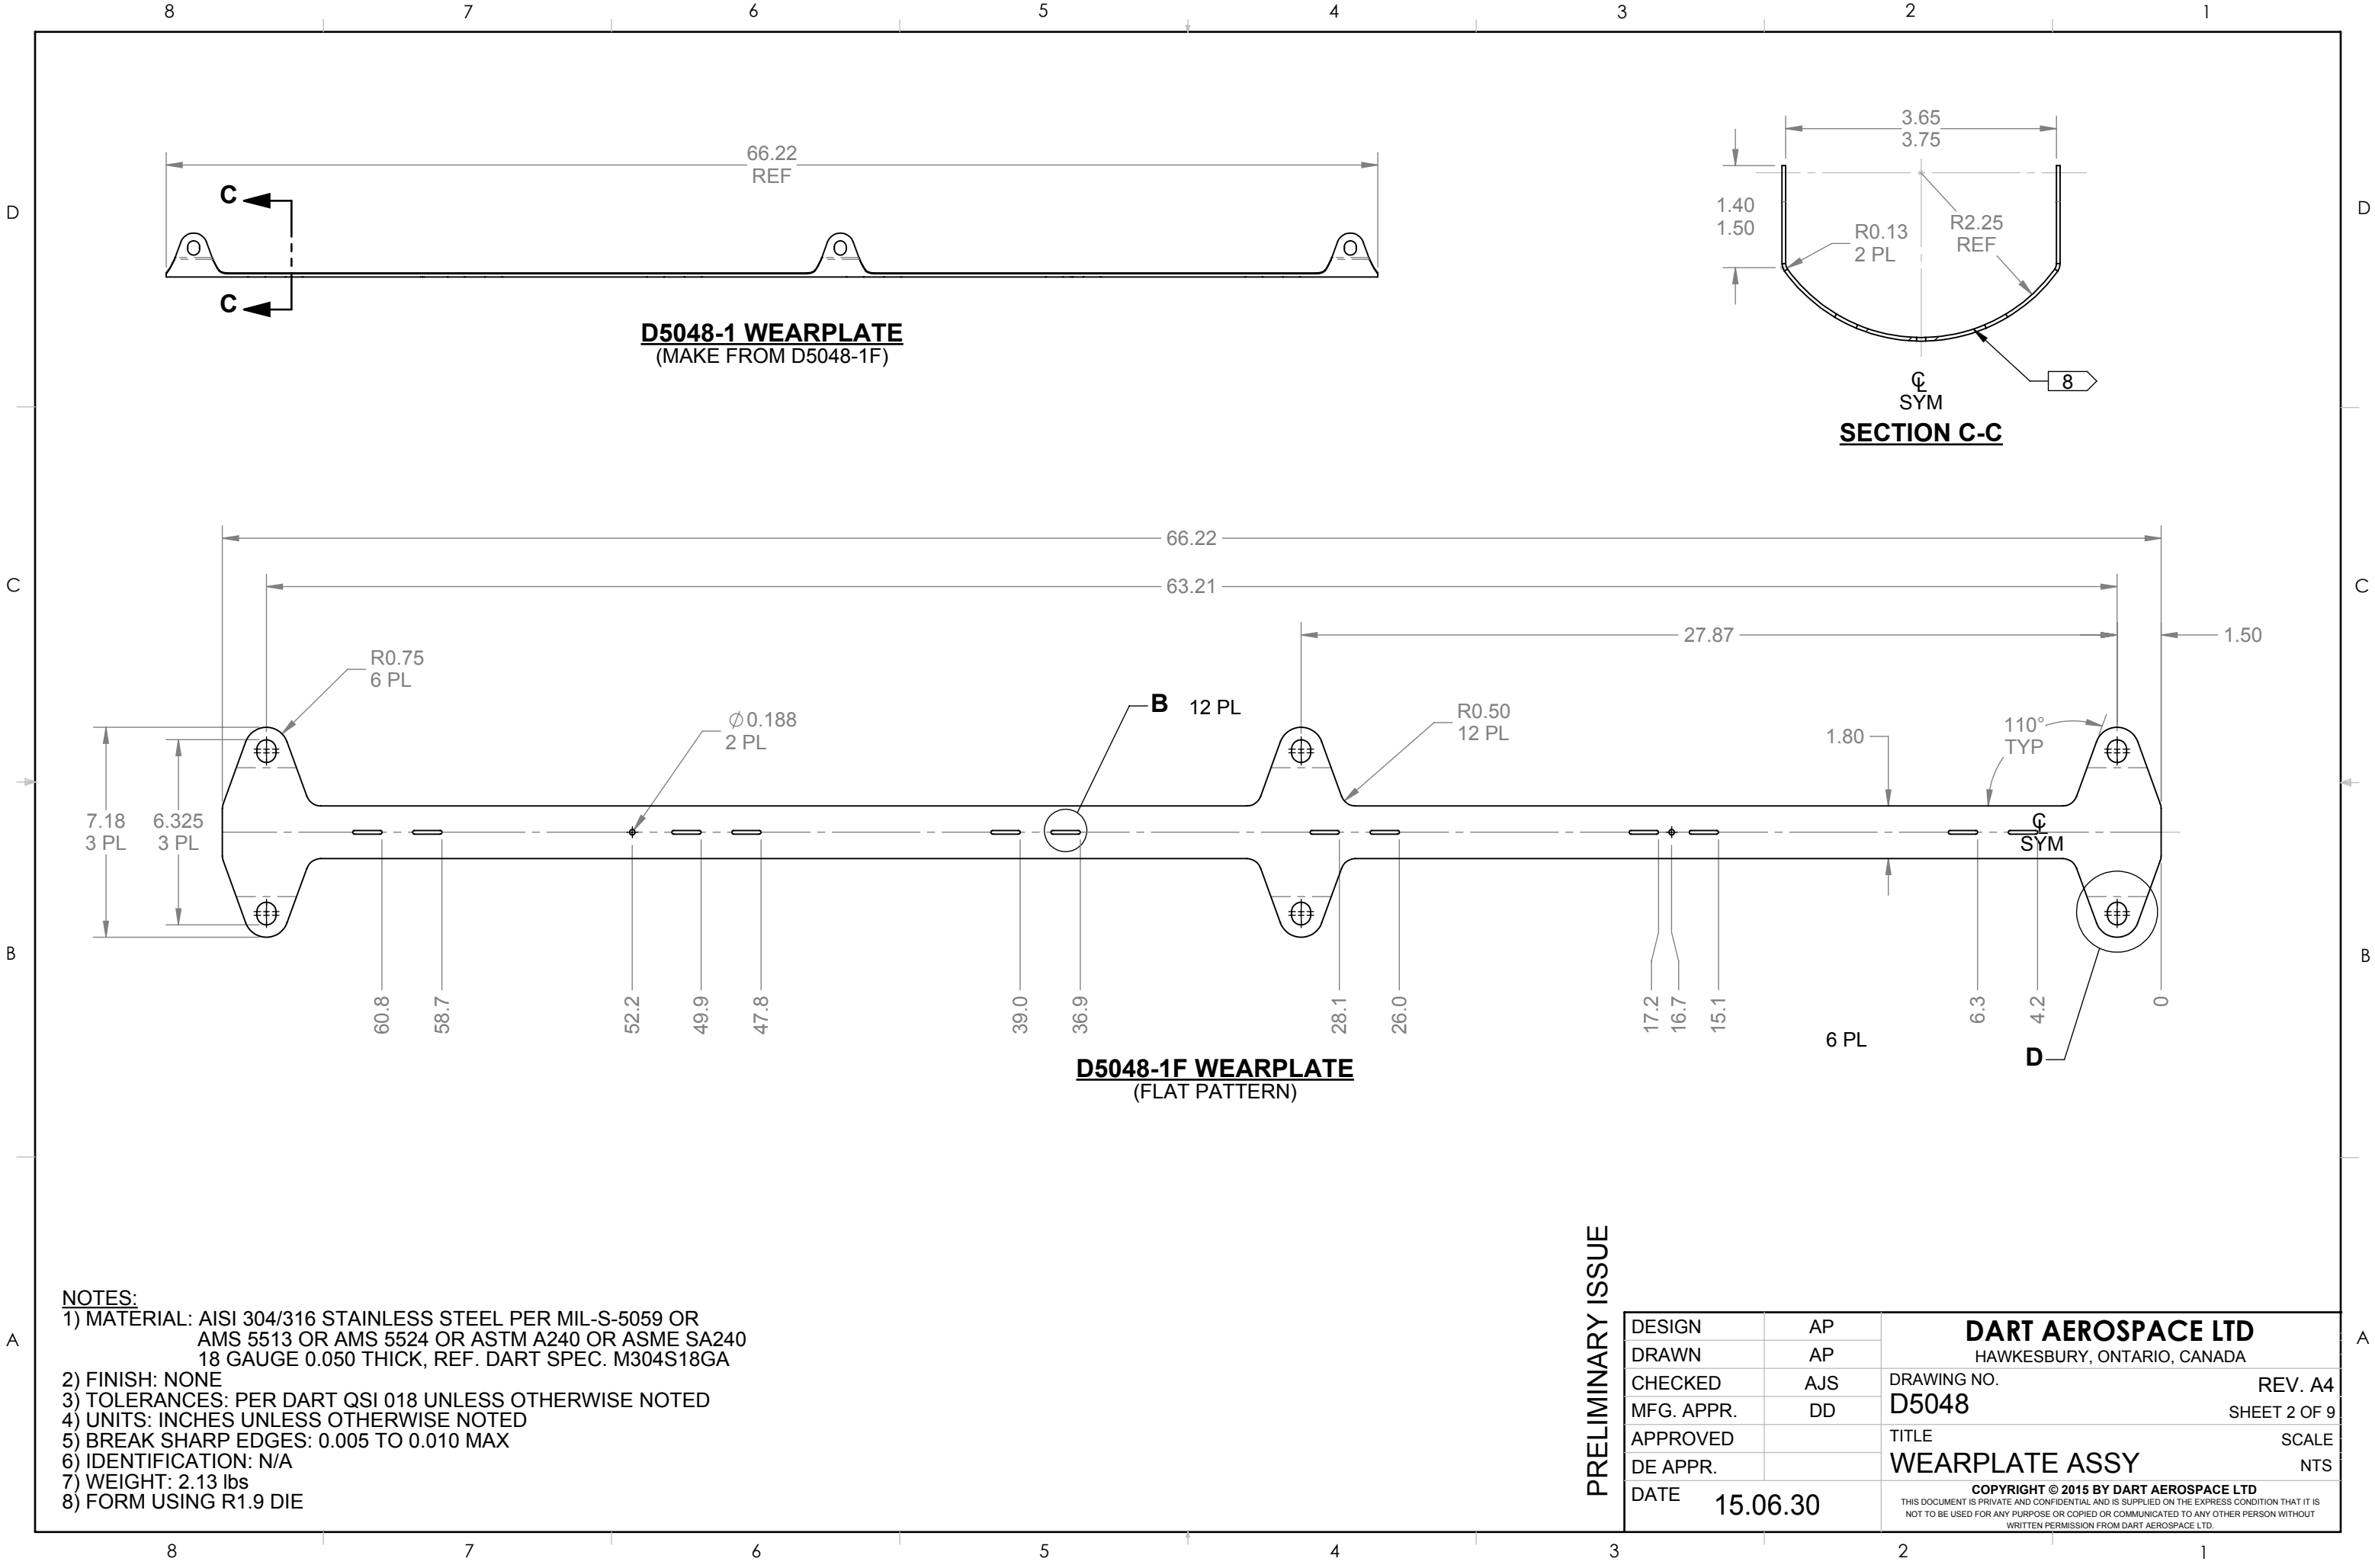 8 7 6 5 4 3 2 1
D
C
B
A
D
C
B
A
66.22
REF
C
C
D5048-1 WEARPLATE
(MAKE FROM D5048-1F)
3.65
3.75
1.40
1.50
R0.13
2 PL
R2.25
REF
8
℄
SYM
SECTION C-C
66.22
63.21
27.87
1.50
R0.75
6 PL
Ø0.188
2 PL
B 12 PL
R0.50
12 PL
1.80
110°
TYP
7.18
3 PL
6.325
3 PL
℄
SYM
60.8
58.7
52.2
49.9
47.8
39.0
36.9
28.1
26.0
17.2
16.7
15.1
6.3
4.2
0
6 PL
D
D5048-1F WEARPLATE
(FLAT PATTERN)
NOTES:
1) MATERIAL: AISI 304/316 STAINLESS STEEL PER MIL-S-5059 OR
AMS 5513 OR AMS 5524 OR ASTM A240 OR ASME SA240
18 GAUGE 0.050 THICK, REF. DART SPEC. M304S18GA
2) FINISH: NONE
3) TOLERANCES: PER DART QSI 018 UNLESS OTHERWISE NOTED
4) UNITS: INCHES UNLESS OTHERWISE NOTED
5) BREAK SHARP EDGES: 0.005 TO 0.010 MAX
6) IDENTIFICATION: N/A
7) WEIGHT: 2.13 lbs
8) FORM USING R1.9 DIE
PRELIMINARY ISSUE
DESIGN AP
DRAWN AP
CHECKED AJS
MFG. APPR. DD
APPROVED
DE APPR.
DATE 15.06.30
DART AEROSPACE LTD
HAWKESBURY, ONTARIO, CANADA
DRAWING NO. REV. A4
D5048 SHEET 2 OF 9
TITLE SCALE
WEARPLATE ASSY NTS
COPYRIGHT © 2015 BY DART AEROSPACE LTD
THIS DOCUMENT IS PRIVATE AND CONFIDENTIAL AND IS SUPPLIED ON THE EXPRESS CONDITION THAT IT IS
NOT TO BE USED FOR ANY PURPOSE OR COPIED OR COMMUNICATED TO ANY OTHER PERSON WITHOUT
WRITTEN PERMISSION FROM DART AEROSPACE LTD.
8 7 6 5 4 3 2 1